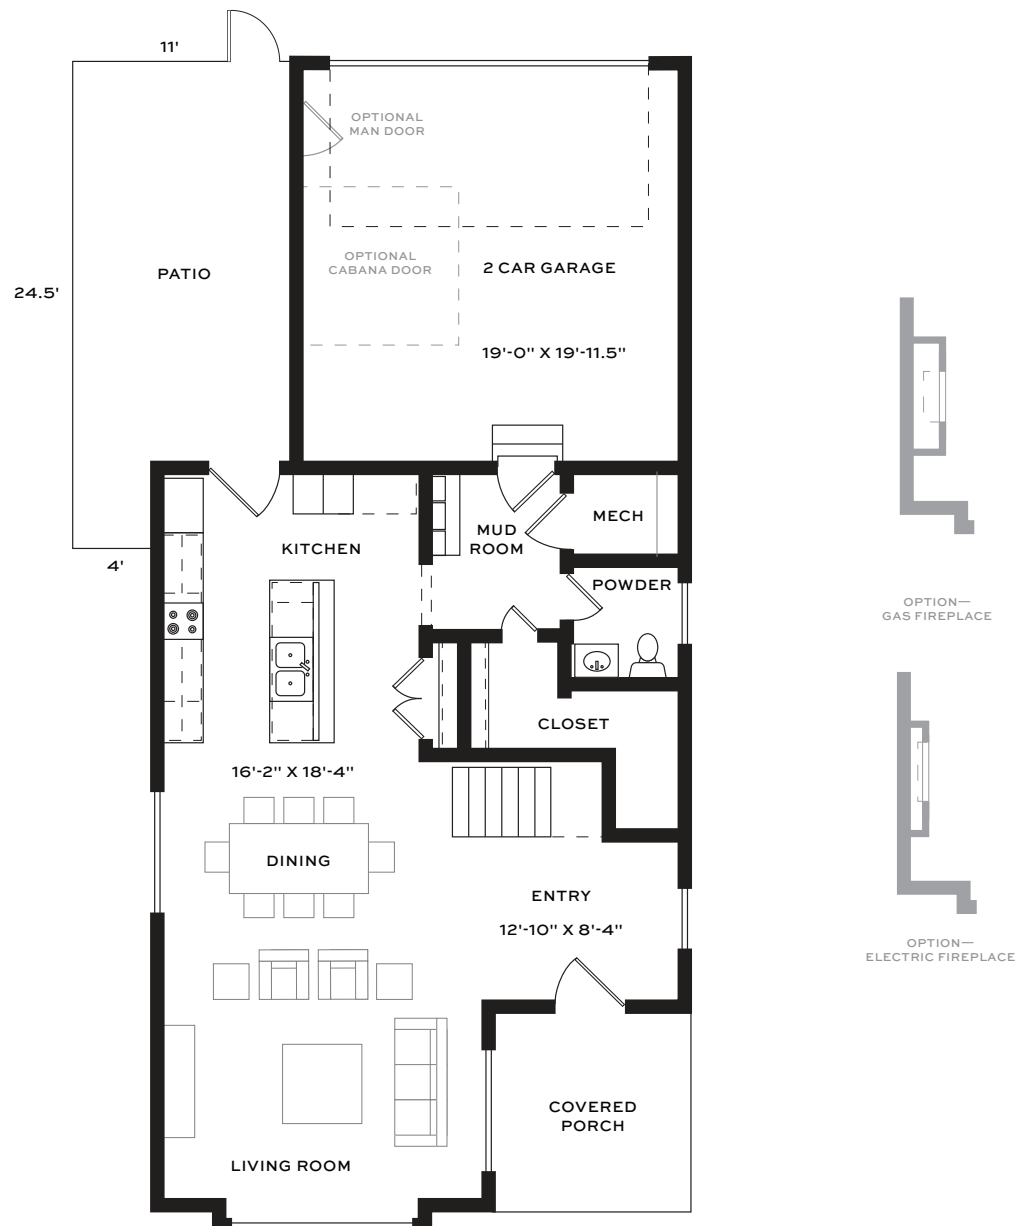 11'
OPTIONAL
MAN DOOR
OPTIONAL
CABANA DOOR
2 CAR GARAGE
PATIO
24.5'
19'-0" X 19'-11.5"
MECH
MUD
ROOM
KITCHEN
4'
POWDER
OPTION—
GAS FIREPLACE
CLOSET
16'-2" X 18'-4"
DINING
ENTRY
12'-10" X 8'-4"
OPTION—
ELECTRIC FIREPLACE
COVERED
PORCH
LIVING ROOM